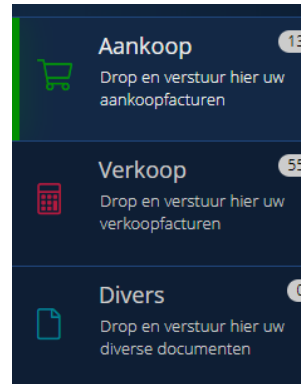 Aankoop
Drop en verstuur hier uw
aankoopfacturen
Verkoop
Drop en verstuur hier uw
verkoopfacturen
Divers
Drop en verstuur hier uw
diverse documenten